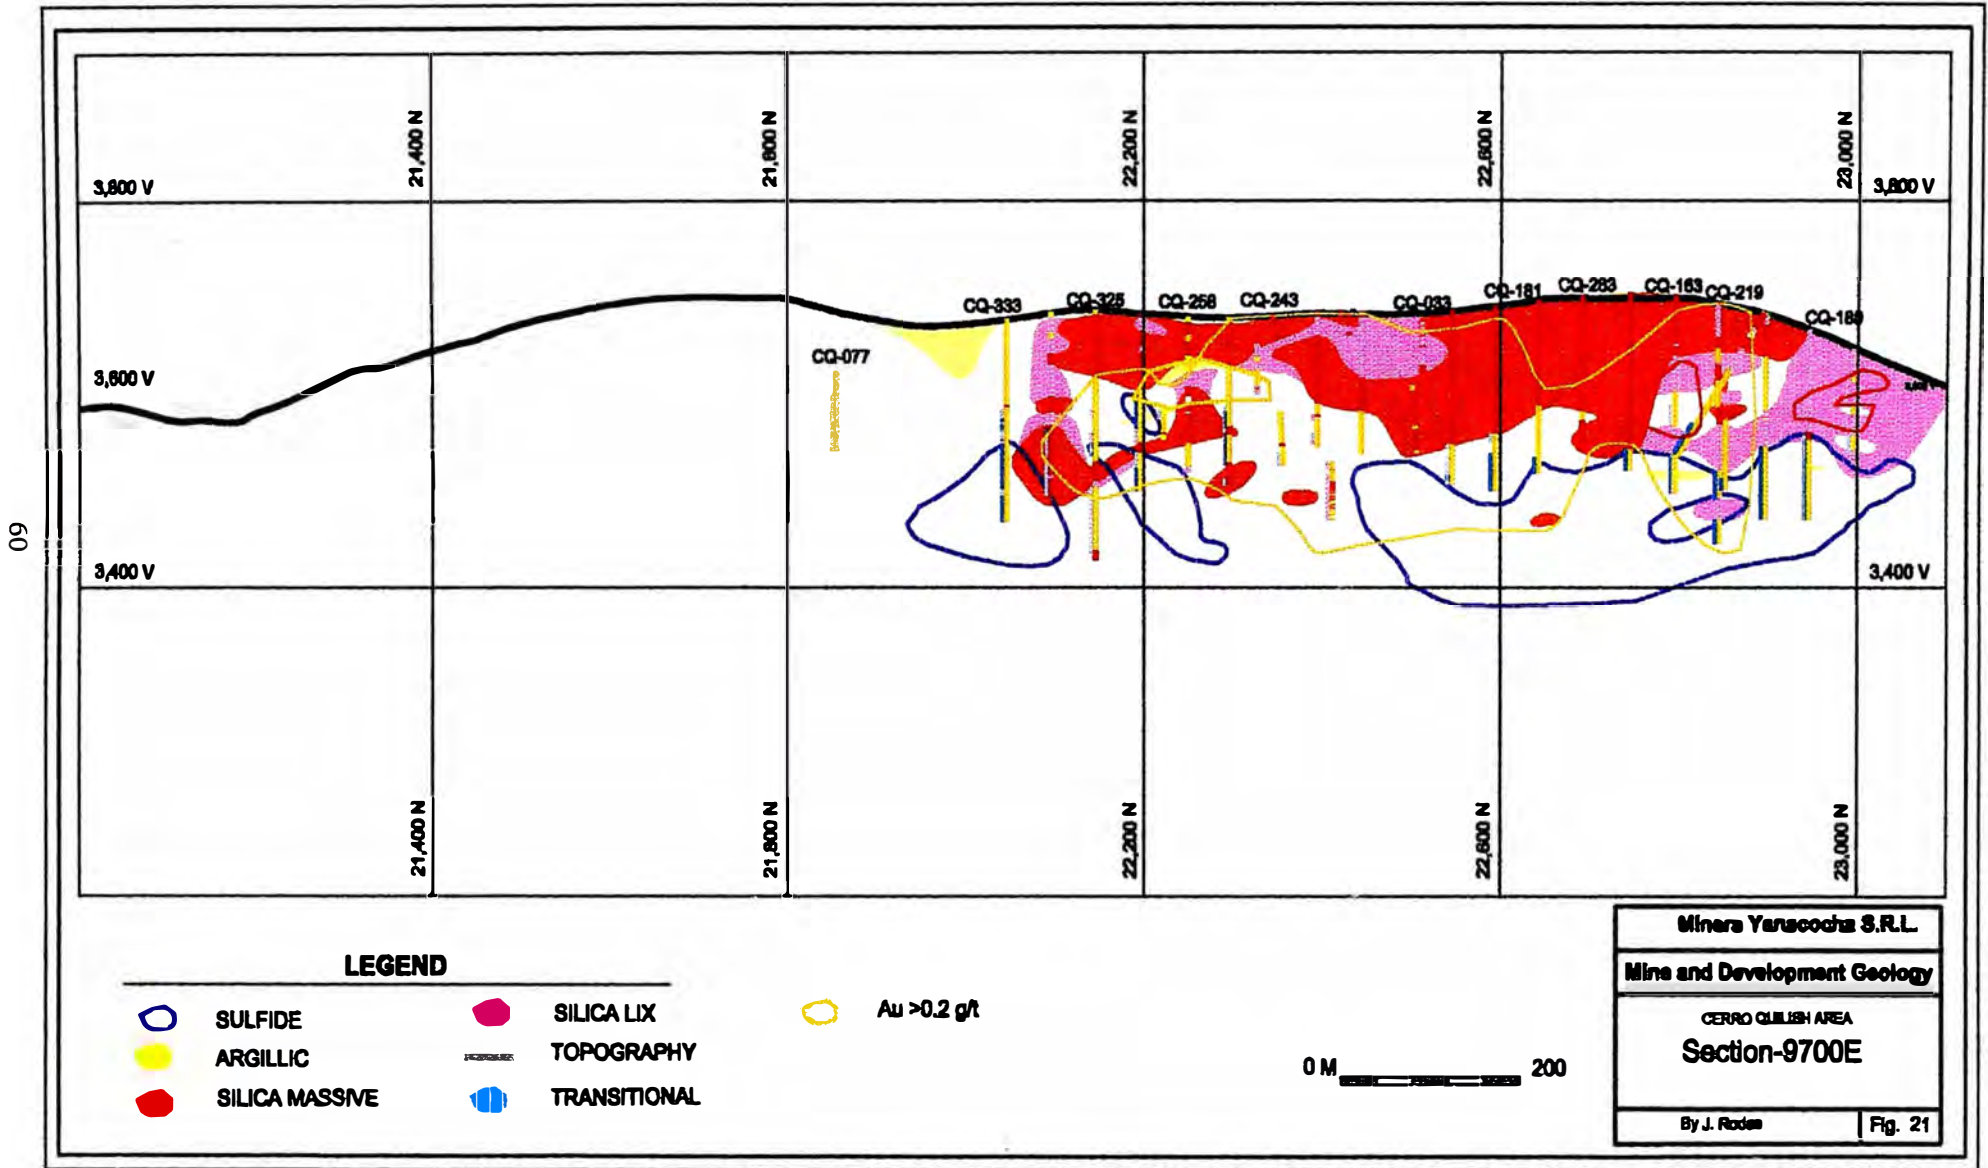 21,400 N
21,800 N
22,200 N
22,600 N
23,000 N
3,800 V
3,800 V
CQ-333
CQ-325
CQ-258
CQ-243
CQ-033
CQ-181
CQ-283
CQ-163
CQ-219
CQ-189
CQ-077
3,600 V
3,400 V
3,400 V
60
21,400 N
21,800 N
22,200 N
22,600 N
23,000 N
LEGEND
SULFIDE
ARGILLIC
SILICA MASSIVE
SILICA LIX
TOPOGRAPHY
TRANSITIONAL
Au >0.2 g/t
0 M
200
Minera Yanacocha S.R.L.
Mine and Development Geology
CERRO QUILISH AREA
Section-9700E
By J. Rodas
Fig. 21